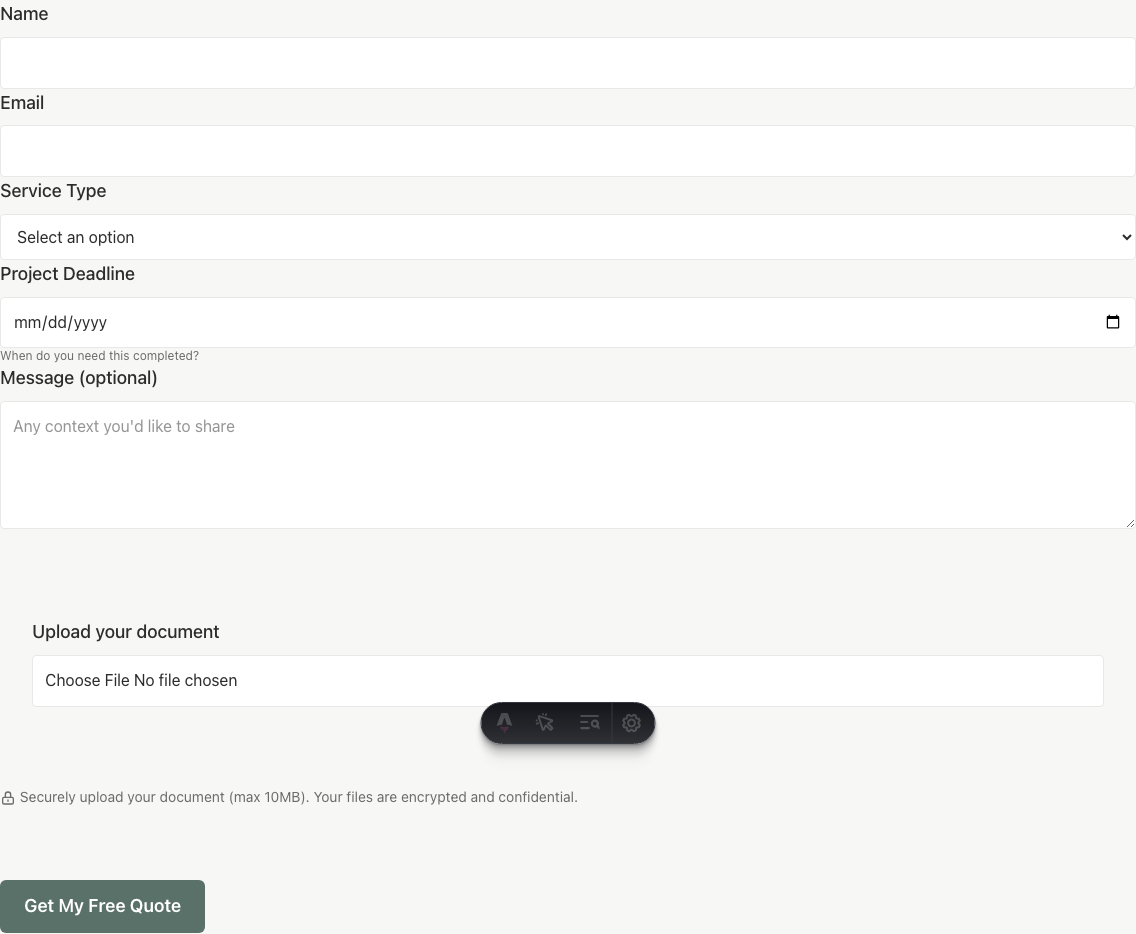 Name
Email
Service Type
Select an option
Project Deadline
mm/dd/yyyy
When do you need this completed?
Message (optional)
Any context you'd like to share
Upload your document
Choose File No file chosen
Securely upload your document (max 10MB). Your files are encrypted and confidential.
Get My Free Quote